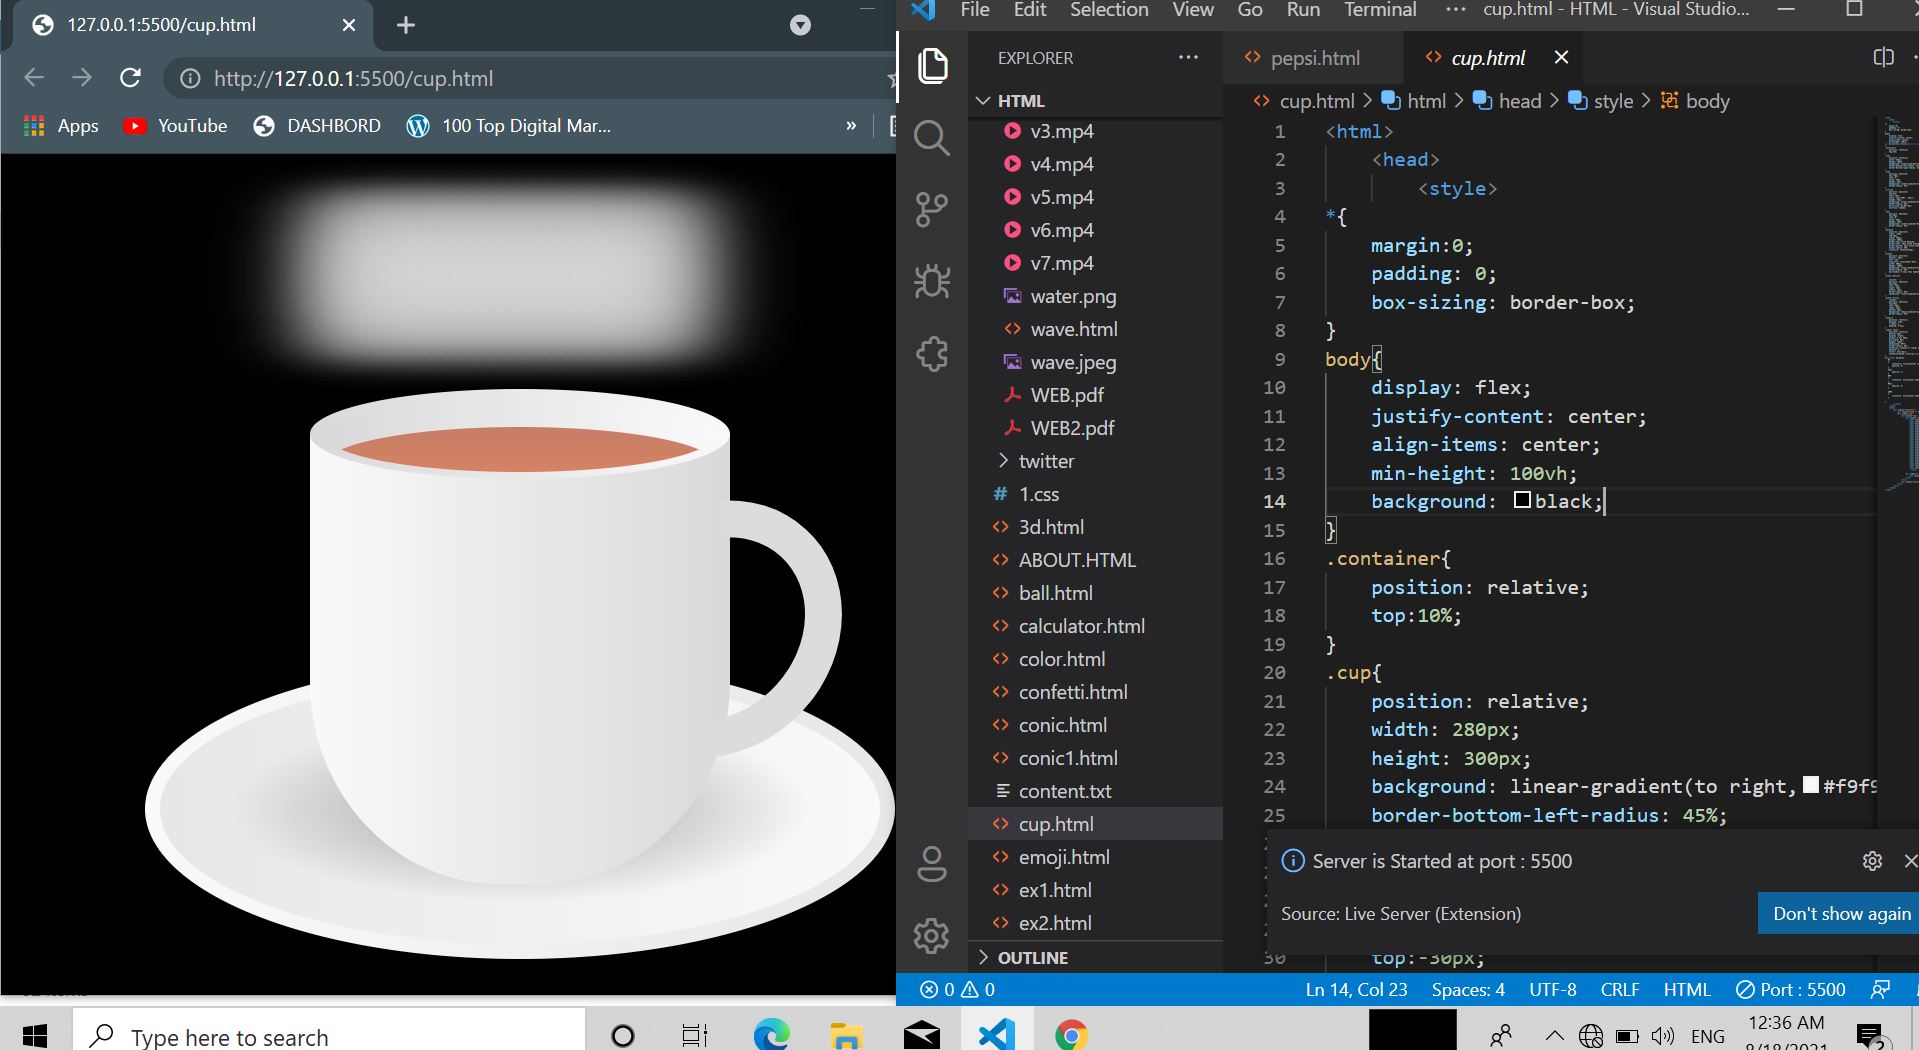 127.0.0.1:5500/cup.html
http://127.0.0.1:5500/cup.html
Apps YouTube DASHBORD 100 Top Digital Mar... »
File Edit Selection View Go Run Terminal ··· cup.html - HTML - Visual Studio...
EXPLORER ···
HTML
v3.mp4
v4.mp4
v5.mp4
v6.mp4
v7.mp4
water.png
wave.html
wave.jpeg
WEB.pdf
WEB2.pdf
twitter
1.css
3d.html
ABOUT.HTML
ball.html
calculator.html
color.html
confetti.html
conic.html
conic1.html
content.txt
cup.html
emoji.html
ex1.html
ex2.html
OUTLINE
pepsi.html cup.html
cup.html > html > head > style > body
1 <html>
2 <head>
3 <style>
4 *{
5 margin:0;
6 padding: 0;
7 box-sizing: border-box;
8 }
9 body{
10 display: flex;
11 justify-content: center;
12 align-items: center;
13 min-height: 100vh;
14 background: black;
15 }
16 .container{
17 position: relative;
18 top:10%;
19 }
20 .cup{
21 position: relative;
22 width: 280px;
23 height: 300px;
24 background: linear-gradient(to right, #f9f9
25 border-bottom-left-radius: 45%;
30 top:-30px;
Server is Started at port : 5500
Source: Live Server (Extension) Don't show again
0 0 Ln 14, Col 23 Spaces: 4 UTF-8 CRLF HTML Port : 5500
Type here to search
ENG
12:36 AM
8/18/2021
2